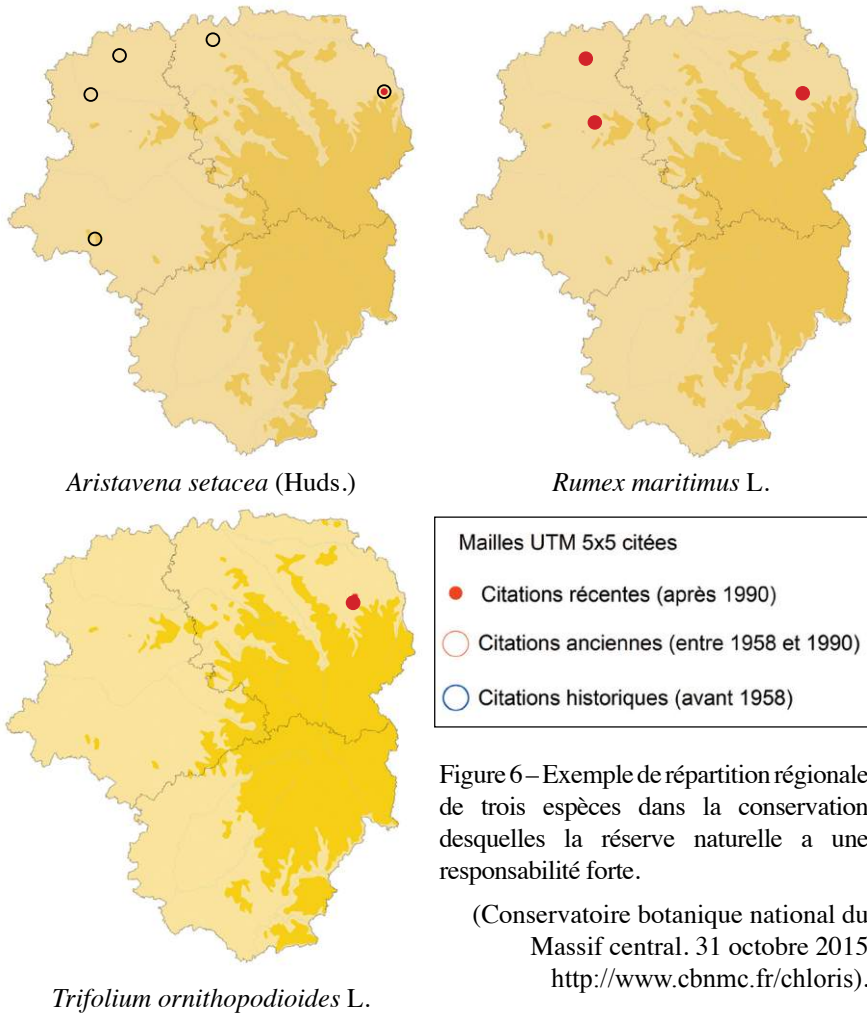 Aristavena setacea (Huds.)
Rumex maritimus L.
Mailles UTM 5x5 citées
Citations récentes (après 1990)
Citations anciennes (entre 1958 et 1990)
Citations historiques (avant 1958)
Figure 6 – Exemple de répartition régionale
de trois espèces dans la conservation
desquelles la réserve naturelle a une
responsabilité forte.
(Conservatoire botanique national du
Massif central. 31 octobre 2015
http://www.cbnmc.fr/chloris).
Trifolium ornithopodioides L.